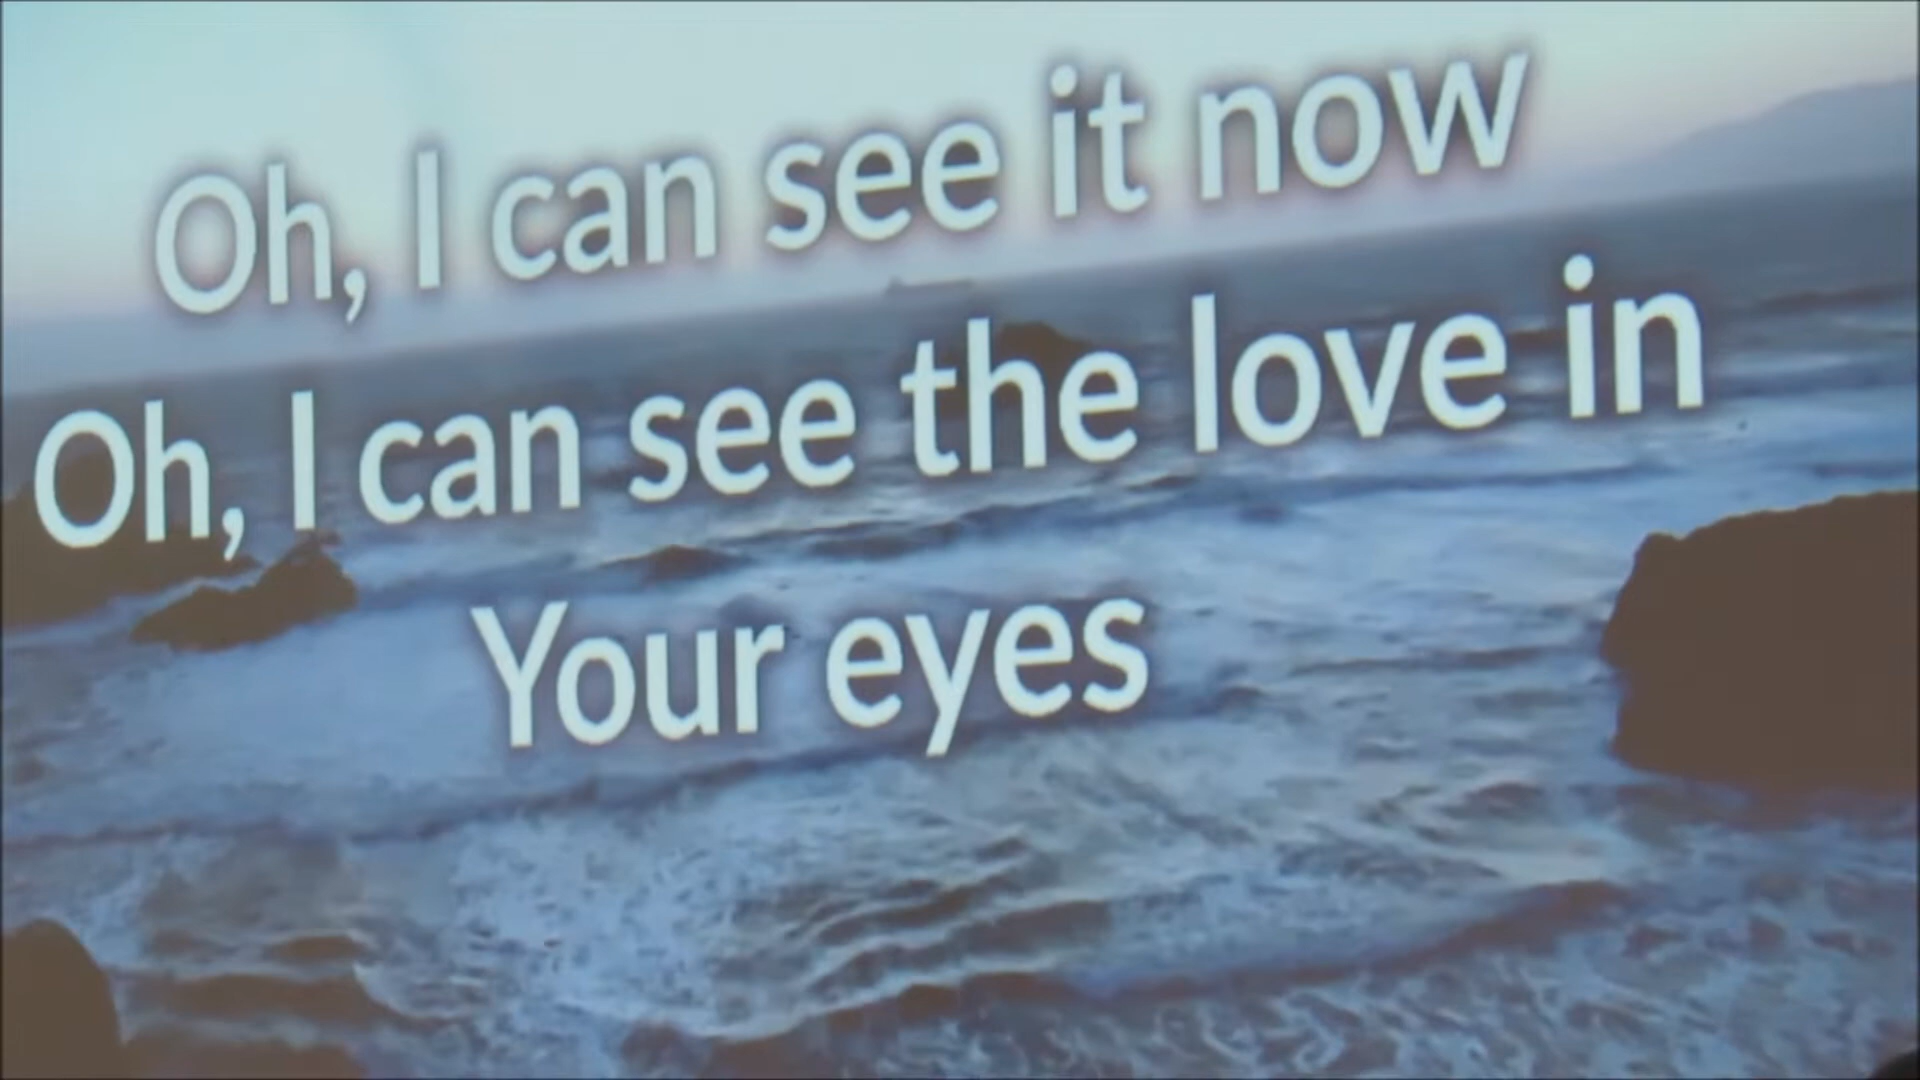 Oh, I can see it now
Oh, I can see the love in
Your eyes